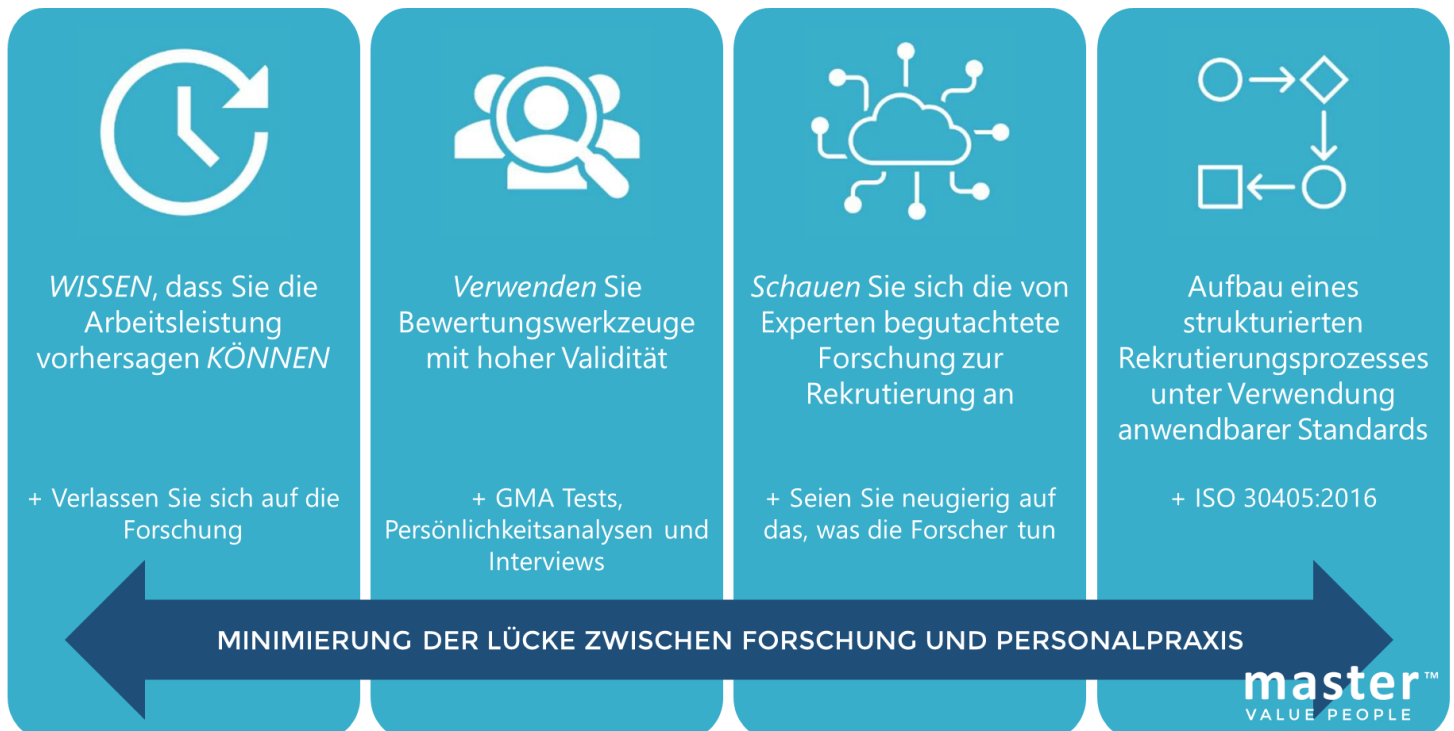 WISSEN, dass Sie die
Arbeitsleistung
vorhersagen KÖNNEN
+ Verlassen Sie sich auf die
Forschung
Verwenden Sie
Bewertungswerkzeuge
mit hoher Validität
+ GMA Tests,
Persönlichkeitsanalysen und
Interviews
Schauen Sie sich die von
Experten begutachtete
Forschung zur
Rekrutierung an
+ Seien Sie neugierig auf
das, was die Forscher tun
Aufbau eines
strukturierten
Rekrutierungsprozesses
unter Verwendung
anwendbarer Standards
+ ISO 30405:2016
MINIMIERUNG DER LÜCKE ZWISCHEN FORSCHUNG UND PERSONALPRAXIS
master™
VALUE PEOPLE